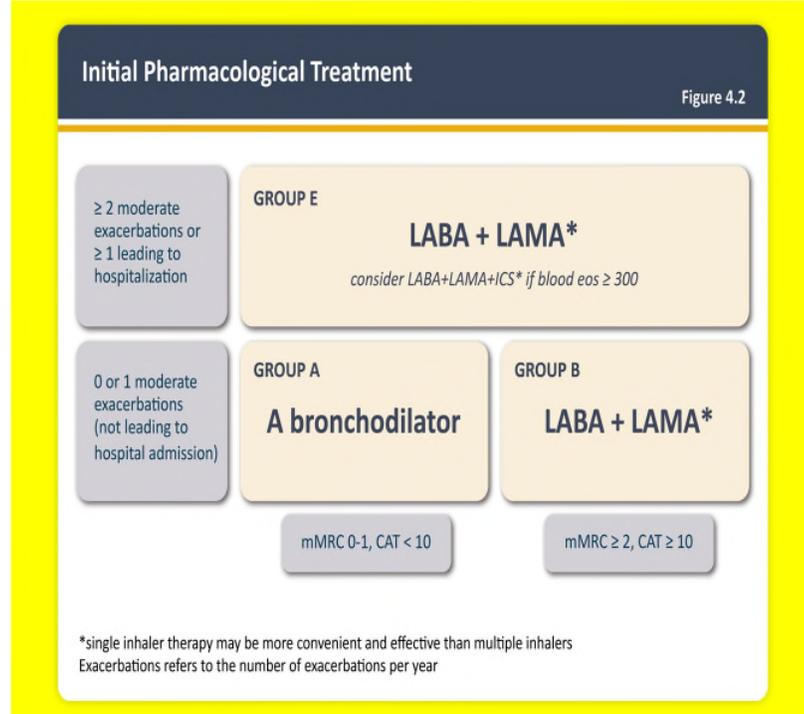 Initial Pharmacological Treatment
Figure 4.2
≥ 2 moderate
exacerbations or
≥ 1 leading to
hospitalization
GROUP E
LABA + LAMA*
consider LABA+LAMA+ICS* if blood eos ≥ 300
0 or 1 moderate
exacerbations
(not leading to
hospital admission)
GROUP A
A bronchodilator
GROUP B
LABA + LAMA*
mMRC 0-1, CAT < 10
mMRC ≥ 2, CAT ≥ 10
*single inhaler therapy may be more convenient and effective than multiple inhalers
Exacerbations refers to the number of exacerbations per year